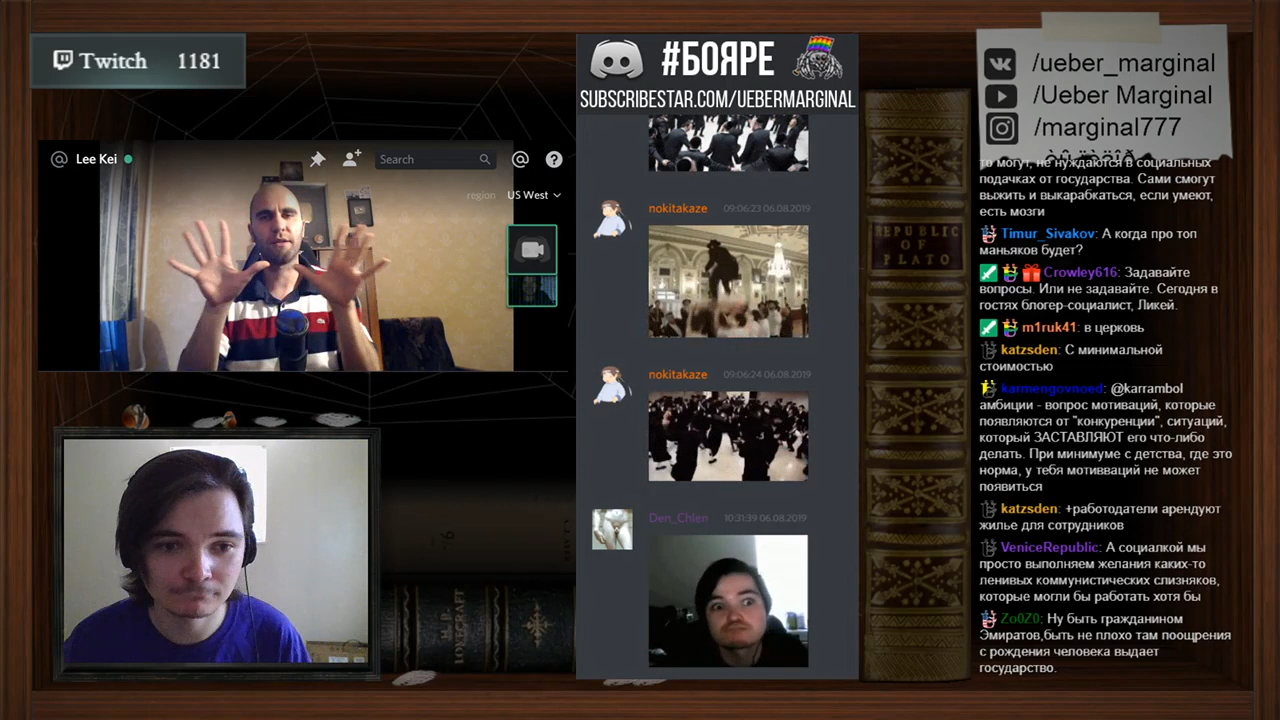 Twitch 1181
#БОЯРЕ
SUBSCRIBESTAR.COM/UEBERMARGINAL
/ueber_marginal
/Ueber Marginal
/marginal777
Lee Kei
Search
region
US West
nokitakaze 09:06:23 06.08.2019
nokitakaze 09:06:24 06.08.2019
Den_Chlen 10:31:39 06.08.2019
REPUBLIC
OF
PLATO
H.P.
LOVECRAFT
то могут, не нуждаются в социальных
подачках от государства. Сами смогут
выжить и выкарабкаться, если умеют,
есть мозги
Timur_Sivakov: А когда про топ
маньяков будет?
Crowley616: Задавайте
вопросы. Или не задавайте. Сегодня в
гостях блогер-социалист, Ликей.
m1ruk41: в церковь
katzsden: С минимальной
стоимостью
karmengovnoed: @karrambol
амбиции - вопрос мотиваций, которые
появляются от "конкуренции", ситуаций,
который ЗАСТАВЛЯЮТ его что-либо
делать. При минимуме с детства, где это
норма, у тебя мотивваций не может
появиться
katzsden: +работодатели арендуют
жилье для сотрудников
VeniceRepublic: А социалкой мы
просто выполняем желания каких-то
ленивых коммунистических слизняков,
которые могли бы работать хотя бы
Zo0Z0: Ну быть гражданином
Эмиратов,быть не плохо там поощрения
с рождения человека выдает
государство.